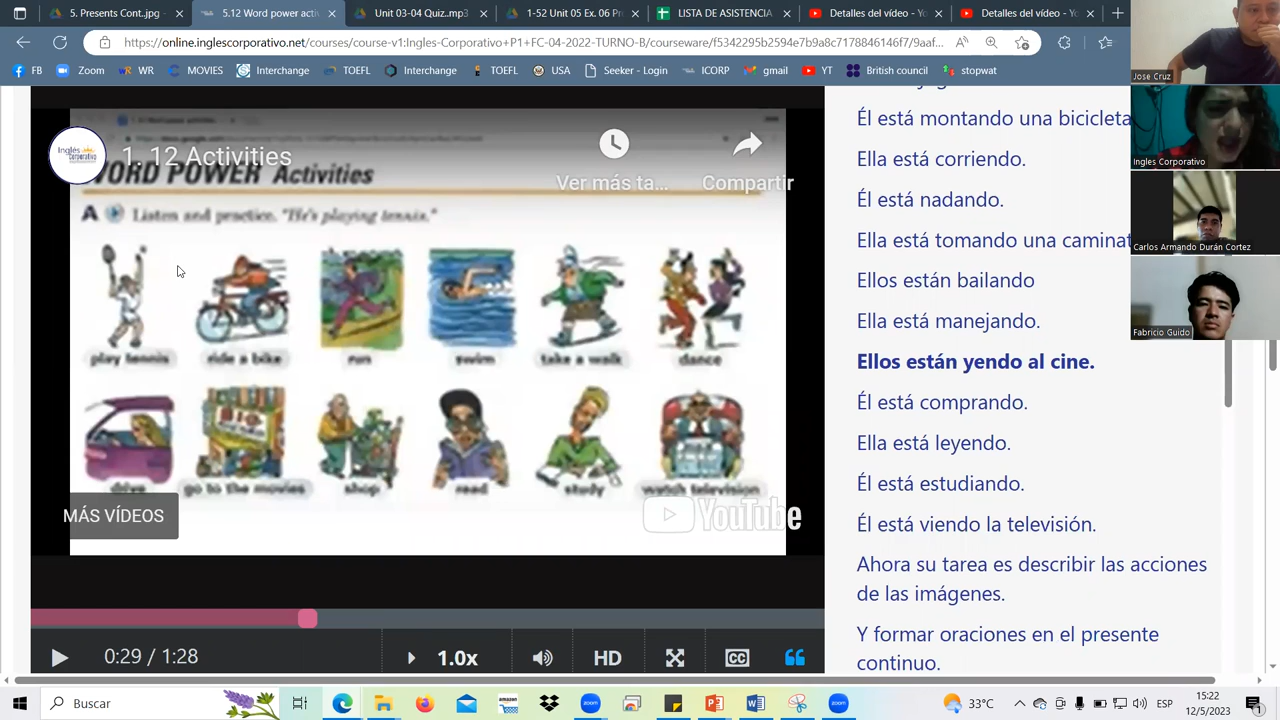 5. Presents Cont..jpg -
5.12 Word power activ
Unit 03-04 Quiz..mp3
1-52 Unit 05 Ex. 06 Pr
LISTA DE ASISTENCIA
Detalles del vídeo - Yo
Detalles del vídeo - Yo
https://online.inglescorporativo.net/courses/course-v1:Ingles-Corporativo+P1+FC-04-2022-TURNO-B/courseware/f5342295b2594e7b9a8c7178846146f7/9aaf...
FB
Zoom
WR
MOVIES
Interchange
TOEFL
Interchange
TOEFL
USA
Seeker - Login
ICORP
gmail
YT
British council
stopwat
Jose Cruz
Ingles Corporativo
Carlos Armando Durán Cortez
Fabricio Guido
Inglés
Corporativo
1. 12 Activities
Ver más ta...
Compartir
WORD POWER Activities
A Listen and practice. "He's playing tennis."
play tennis
ride a bike
run
swim
take a walk
dance
drive
go to the movies
shop
read
study
watch television
MÁS VÍDEOS
YouTube
0:29 / 1:28
1.0x
HD
CC
Él está montando una bicicleta
Ella está corriendo.
Él está nadando.
Ella está tomando una caminat
Ellos están bailando
Ella está manejando.
Ellos están yendo al cine.
Él está comprando.
Ella está leyendo.
Él está estudiando.
Él está viendo la televisión.
Ahora su tarea es describir las acciones
de las imágenes.
Y formar oraciones en el presente
continuo.
Buscar
33°C
ESP
15:22
12/5/2023